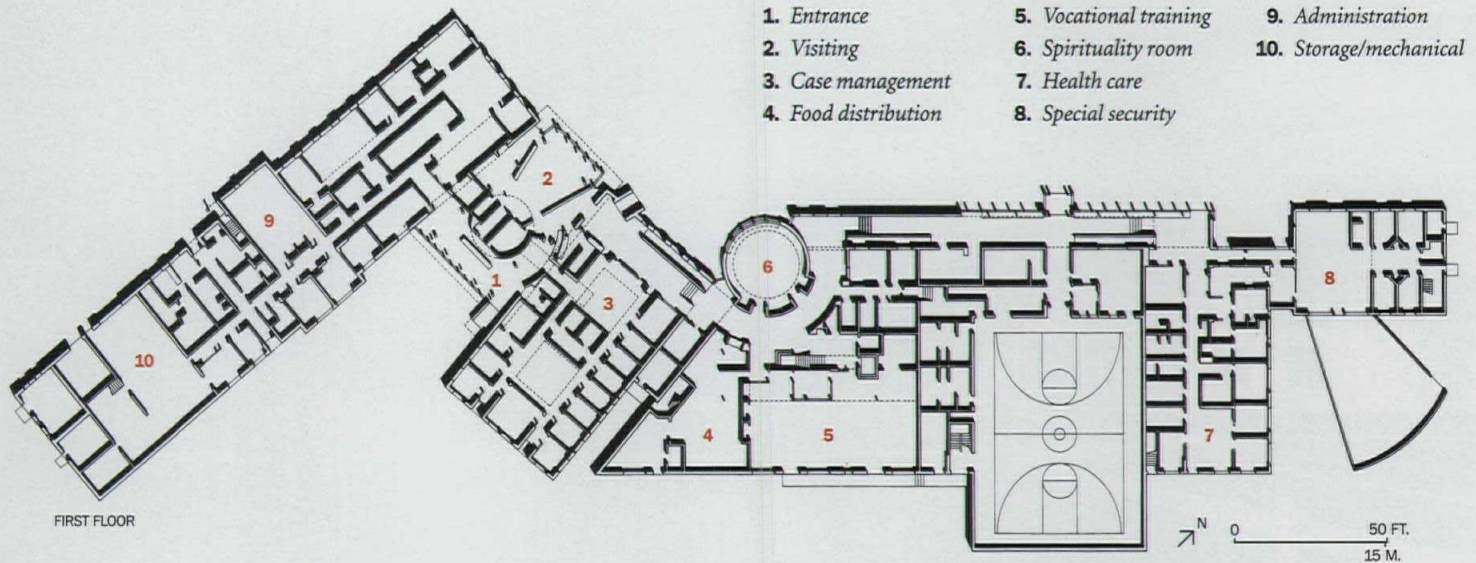 1. Entrance
2. Visiting
3. Case management
4. Food distribution
5. Vocational training
6. Spirituality room
7. Health care
8. Special security
9. Administration
10. Storage/mechanical
2
9
6
8
1
3
10
4
5
7
FIRST FLOOR
N
0 50 FT.
15 M.